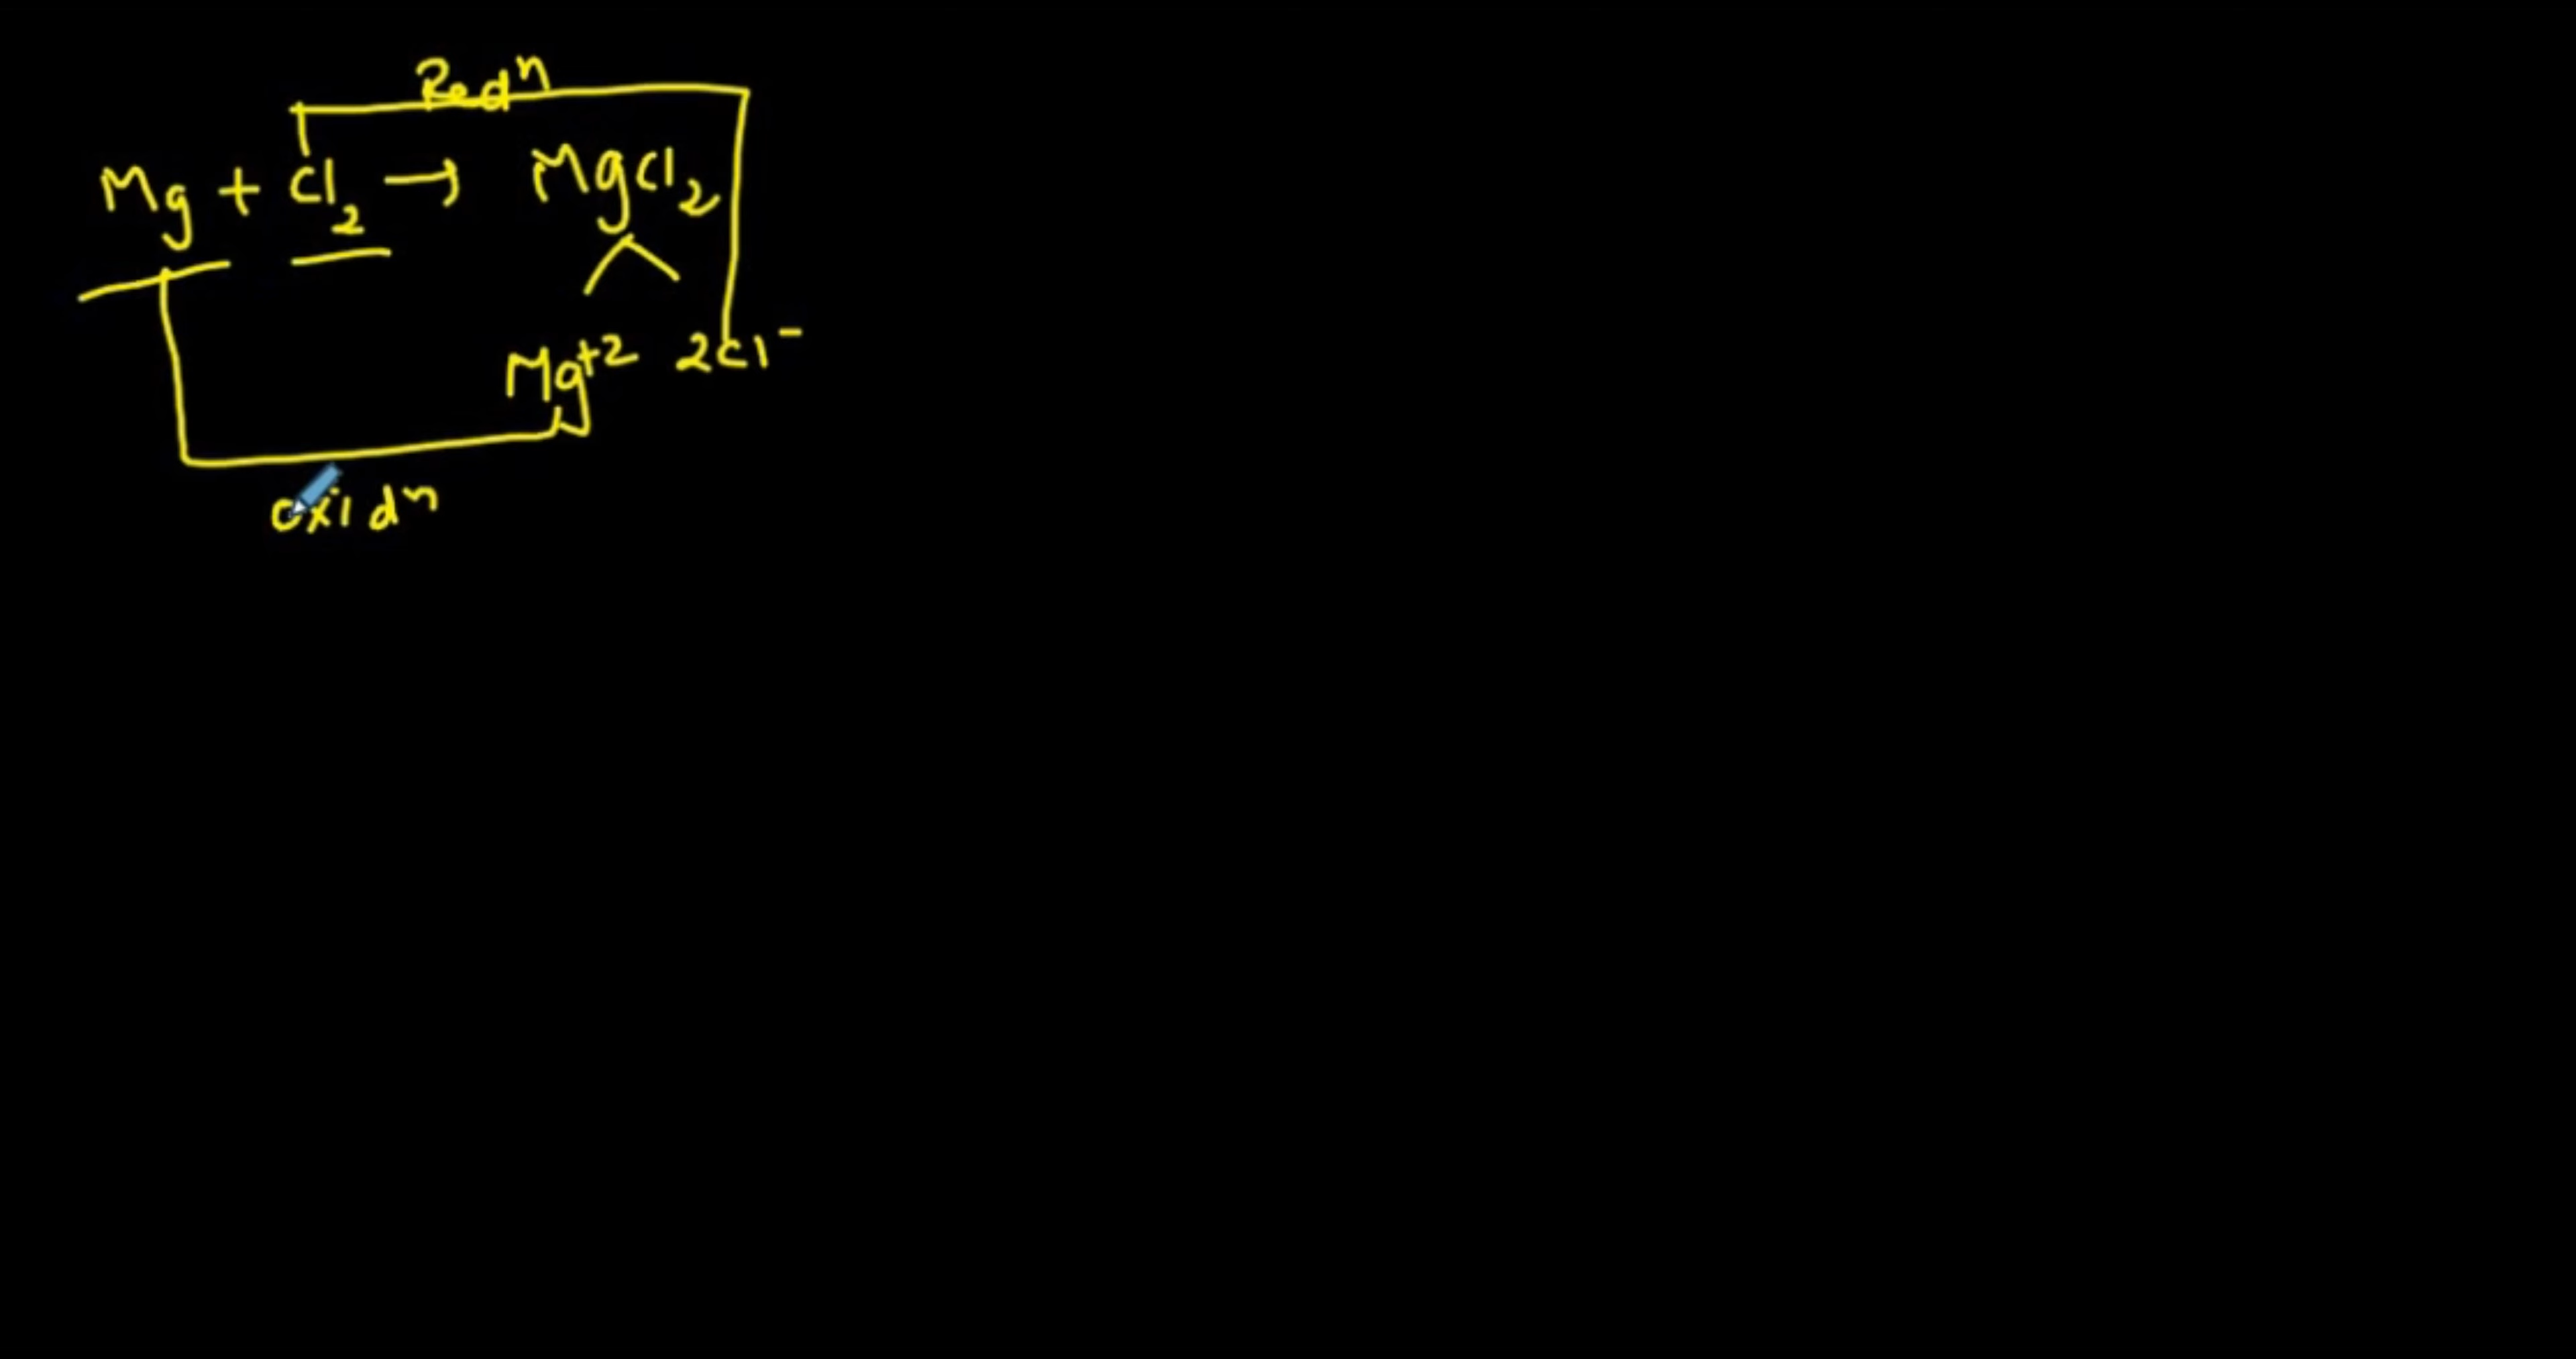 Redⁿ
Mg + Cl₂ → MgCl₂
Mg⁺² 2Cl⁻
oxidⁿ